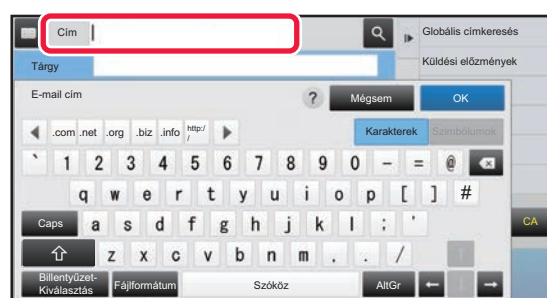 Cím
Globális címkeresés
Tárgy
Küldési előzmények
E-mail cím
? Mégsem OK
.com .net .org .biz .info http:/
/
Karakterek Szimbólumok
` 1 2 3 4 5 6 7 8 9 0 - = @
q w e r t y u i o p [ ] #
Caps a s d f g h j k l ; '
CA
z x c v b n m . . /
Billentyűzet-
Kiválasztás
Fájlformátum Szóköz AltGr